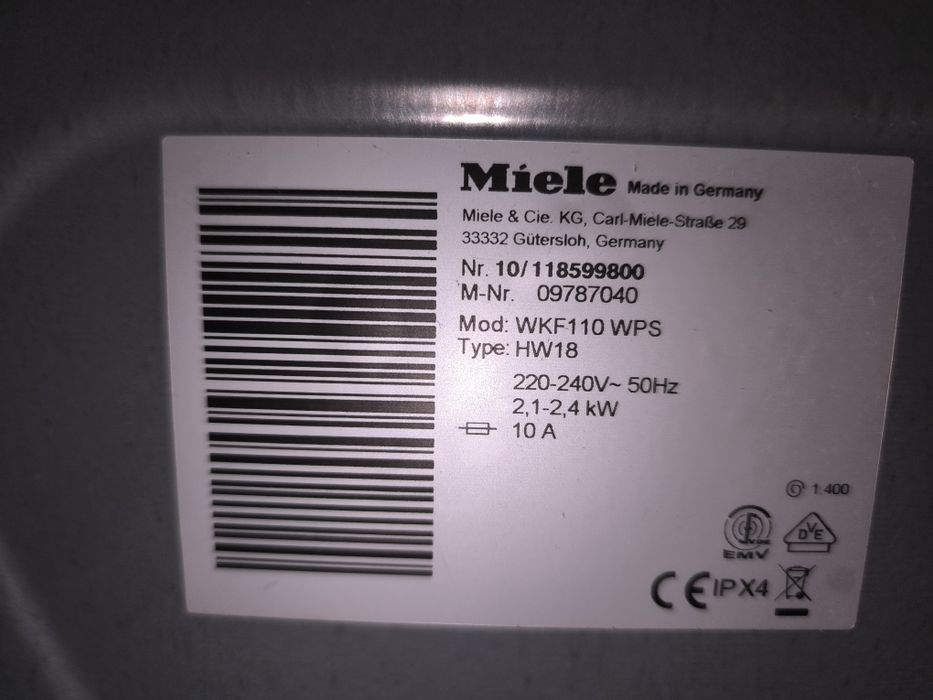 Miele Made in Germany
Miele & Cie. KG, Carl-Miele-Straße 29
33332 Gütersloh, Germany
Nr. 10/118599800
M-Nr. 09787040
Mod: WKF110 WPS
Type: HW18
220-240V~ 50Hz
2,1-2,4 kW
10 A
1.400
VDE
EMV
DVE
CE IPX4